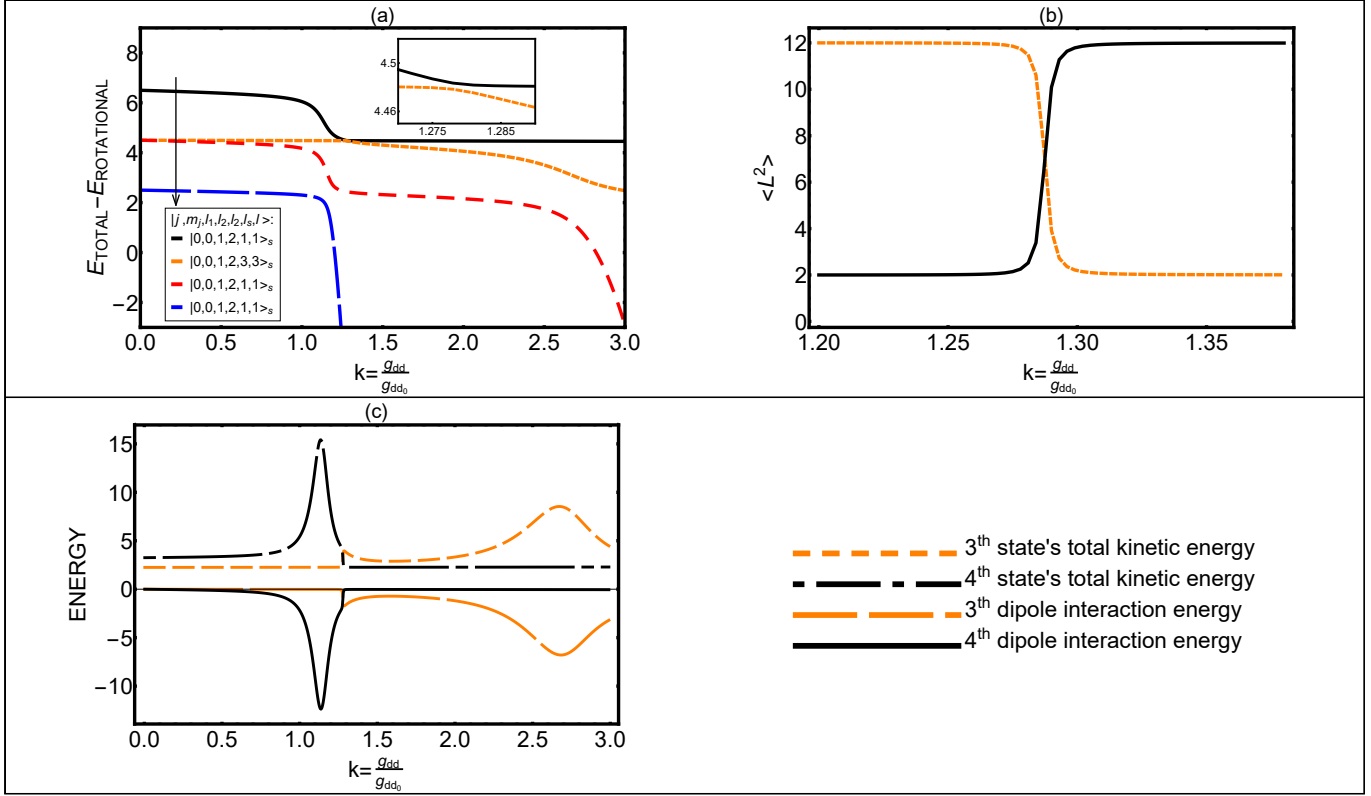 (a)
E_TOTAL−E_ROTATIONAL
8
6
4
2
0
−2
4.5
4.46
1.275 1.285
|j ,m_j,l_1,l_2,l_2,l_s,l >:
|0,0,1,2,1,1>_s
|0,0,1,2,3,3>_s
|0,0,1,2,1,1>_s
|0,0,1,2,1,1>_s
0.0 0.5 1.0 1.5 2.0 2.5 3.0
k= g_dd / g_dd_0
(b)
<L^2>
12
10
8
6
4
2
0
1.20 1.25 1.30 1.35
k= g_dd / g_dd_0
(c)
ENERGY
15
10
5
0
−5
−10
0.0 0.5 1.0 1.5 2.0 2.5 3.0
k= g_dd / g_dd_0
3^th state's total kinetic energy
4^th state's total kinetic energy
3^th dipole interaction energy
4^th dipole interaction energy